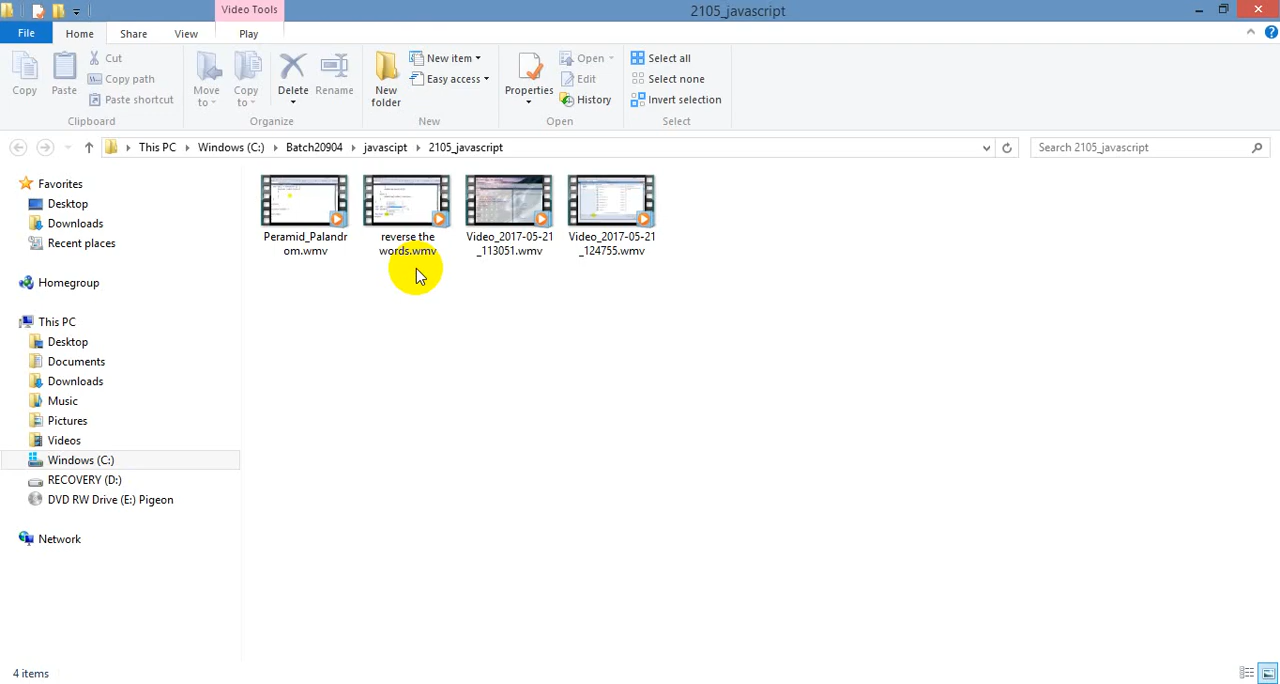 Video Tools
2105_javascript
File
Home
Share
View
Play
Copy
Paste
Cut
Copy path
Paste shortcut
Clipboard
Move
to
Copy
to
Delete
Rename
Organize
New
folder
New item
Easy access
New
Properties
Open
Edit
History
Open
Select all
Select none
Invert selection
Select
This PC
Windows (C:)
Batch20904
javascipt
2105_javascript
Search 2105_javascript
Favorites
Desktop
Downloads
Recent places
Homegroup
This PC
Desktop
Documents
Downloads
Music
Pictures
Videos
Windows (C:)
RECOVERY (D:)
DVD RW Drive (E:) Pigeon
Network
Peramid_Palandr
om.wmv
reverse the
words.wmv
Video_2017-05-21
_113051.wmv
Video_2017-05-21
_124755.wmv
4 items